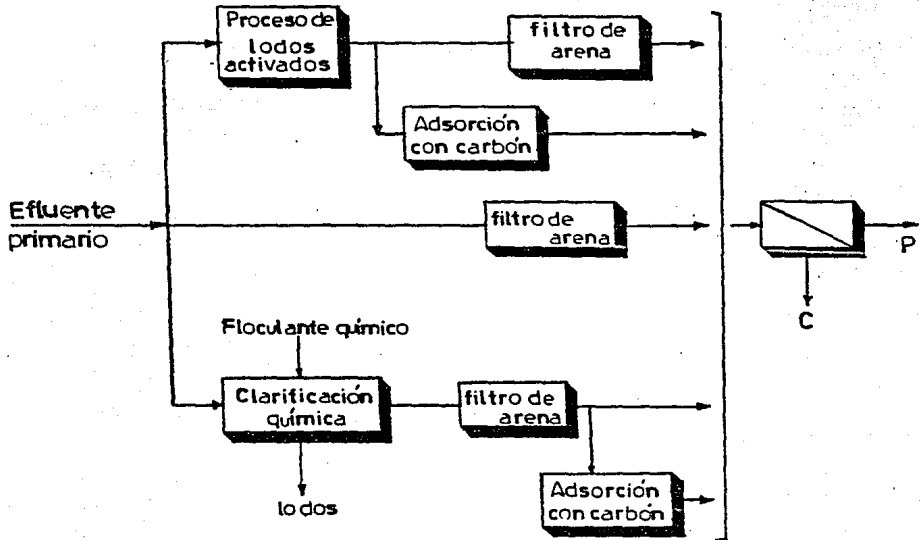 Proceso de
lodos
activados
filtro de
arena
Adsorción
con carbón
Efluente
primario
filtro de
arena
P
C
Floculante químico
Clarificación
química
filtro de
arena
lodos
Adsorción
con carbón